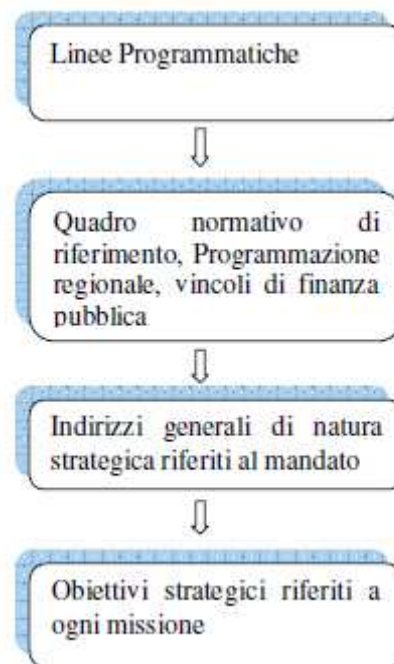 Linee Programmatiche
Quadro normativo di
riferimento, Programmazione
regionale, vincoli di finanza
pubblica
Indirizzi generali di natura
strategica riferiti al mandato
Obiettivi strategici riferiti a
ogni missione